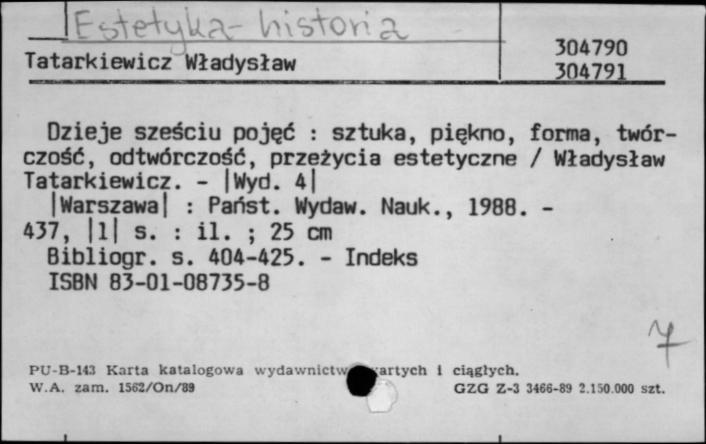 Estetyka - historia
Tatarkiewicz Władysław
304790
304791
Dzieje sześciu pojęć : sztuka, piękno, forma, twór-
czość, odtwórczość, przeżycia estetyczne / Władysław
Tatarkiewicz. - |Wyd. 4|
|Warszawa| : Państ. Wydaw. Nauk., 1988. -
437, |1| s. : il. ; 25 cm
Bibliogr. s. 404-425. - Indeks
ISBN 83-01-08735-8
7
PU-B-143 Karta katalogowa i ciągłych.
W.A. zam. 1562/On/89 GZG Z-3 3466-89 2.150.000 szt.